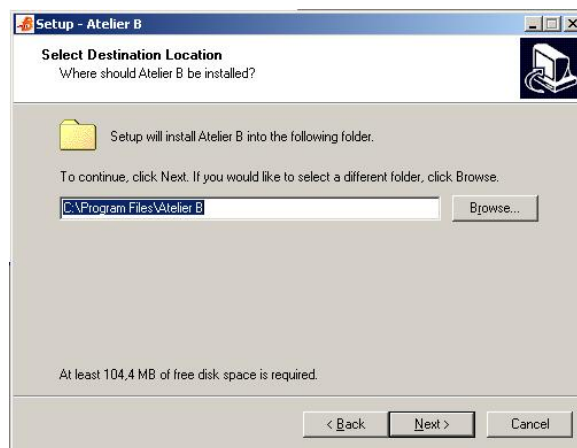 Setup - Atelier B
Select Destination Location
Where should Atelier B be installed?
Setup will install Atelier B into the following folder.
To continue, click Next. If you would like to select a different folder, click Browse.
C:\Program Files\Atelier B
Browse...
At least 104,4 MB of free disk space is required.
< Back
Next >
Cancel